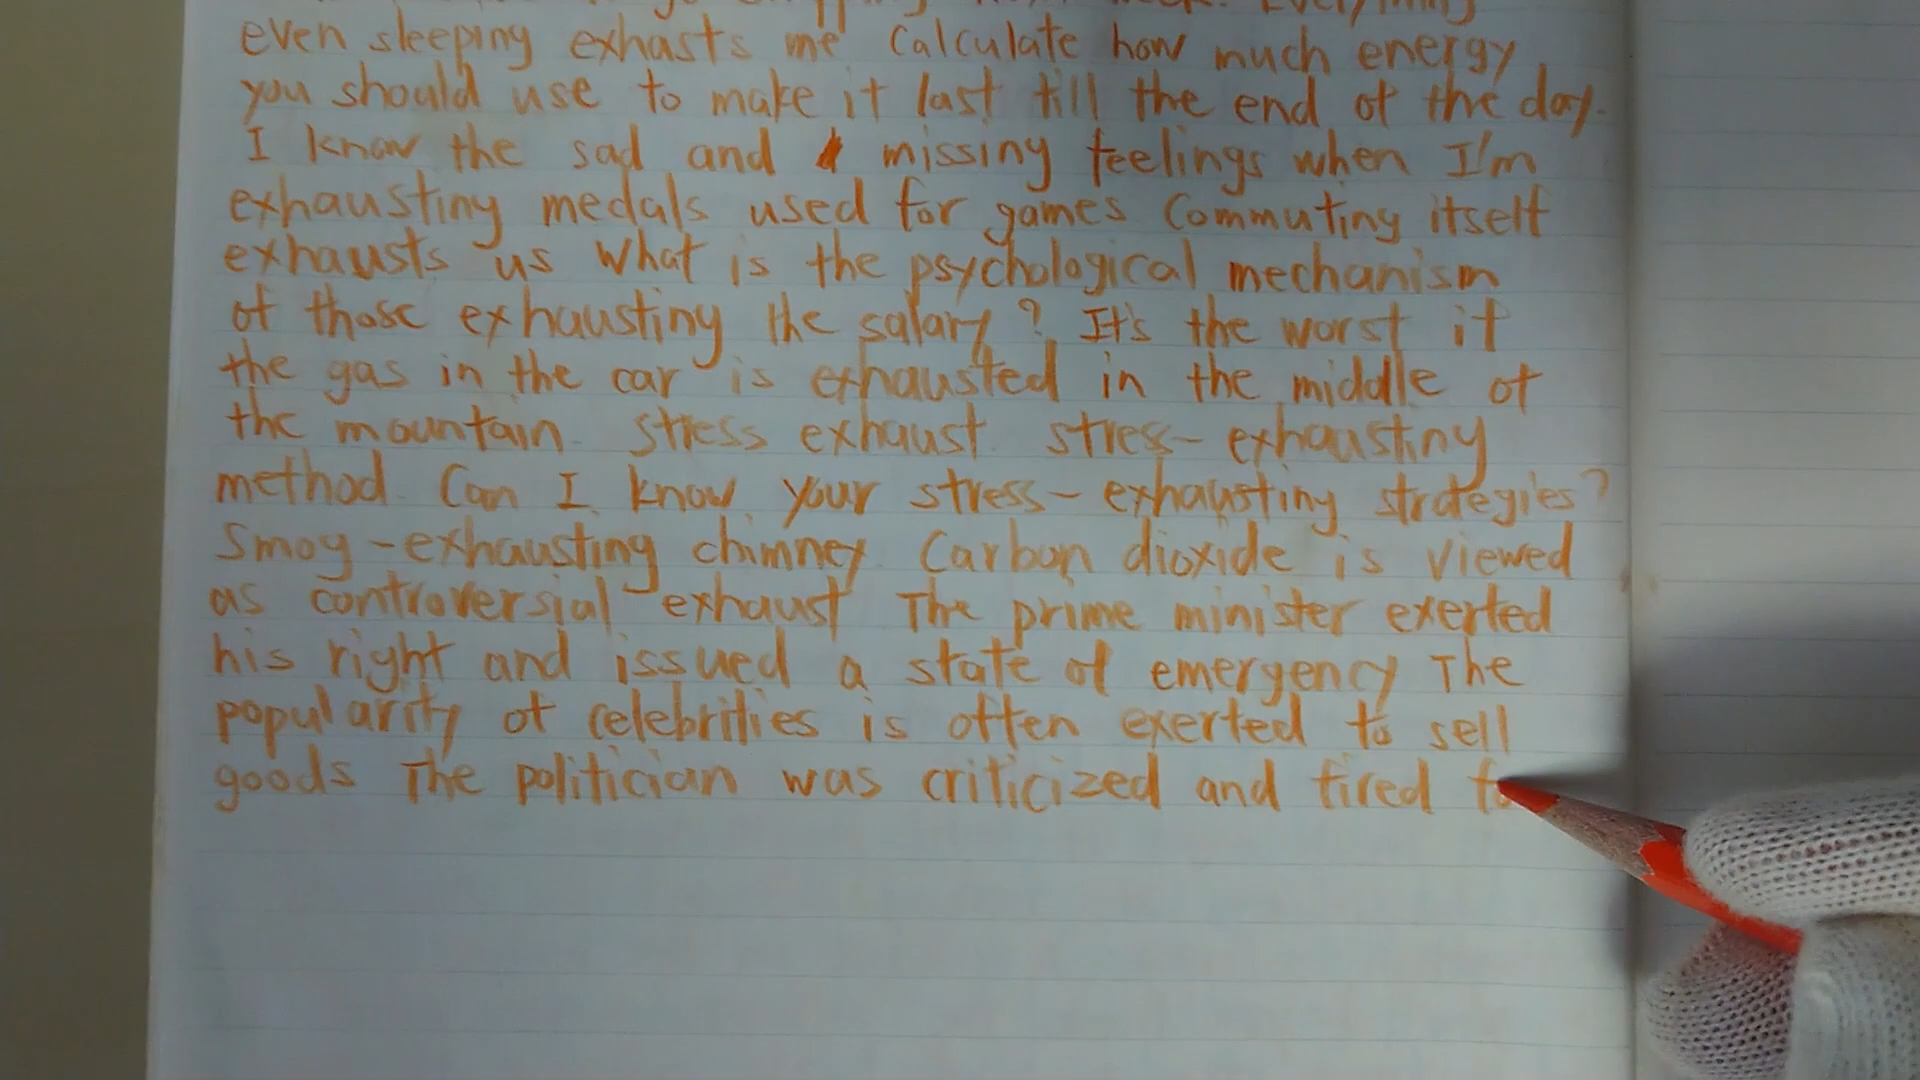 Everything
even sleeping exhasts me Calculate how much energy
you should use to make it last till the end of the day.
I know the sad and missing feelings when I'm
exhausting medals used for games Commuting itself
exhausts us What is the psychological mechanism
of those exhausting the salary? It's the worst if
the gas in the car is exhausted in the middle of
the mountain. Stress exhaust. stress-exhausting
method. Can I know your stress-exhausting strategies?
Smog-exhausting chimney. Carbon dioxide is viewed
as controversial exhaust The prime minister exerted
his right and issued a state of emergency The
popularity of celebrities is often exerted to sell
goods The politician was criticized and fired fo